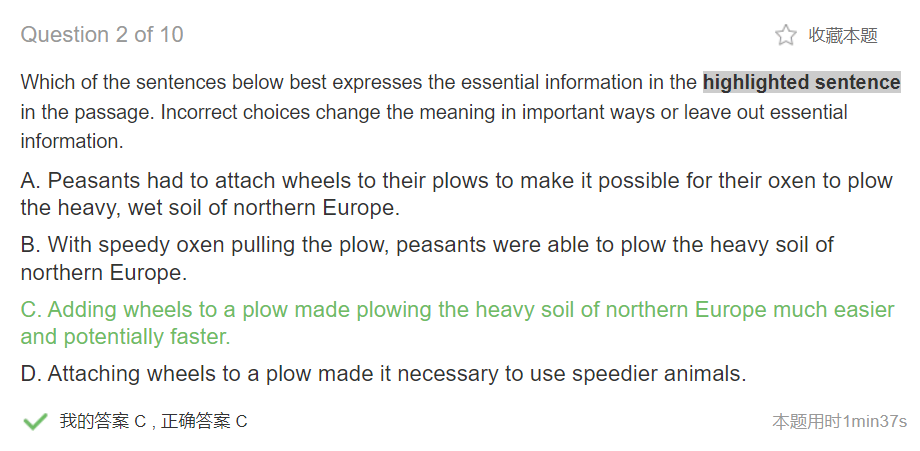 Question 2 of 10
收藏本题
Which of the sentences below best expresses the essential information in the highlighted sentence
in the passage. Incorrect choices change the meaning in important ways or leave out essential
information.
A. Peasants had to attach wheels to their plows to make it possible for their oxen to plow
the heavy, wet soil of northern Europe.
B. With speedy oxen pulling the plow, peasants were able to plow the heavy soil of
northern Europe.
C. Adding wheels to a plow made plowing the heavy soil of northern Europe much easier
and potentially faster.
D. Attaching wheels to a plow made it necessary to use speedier animals.
我的答案 C , 正确答案 C
本题用时1min37s